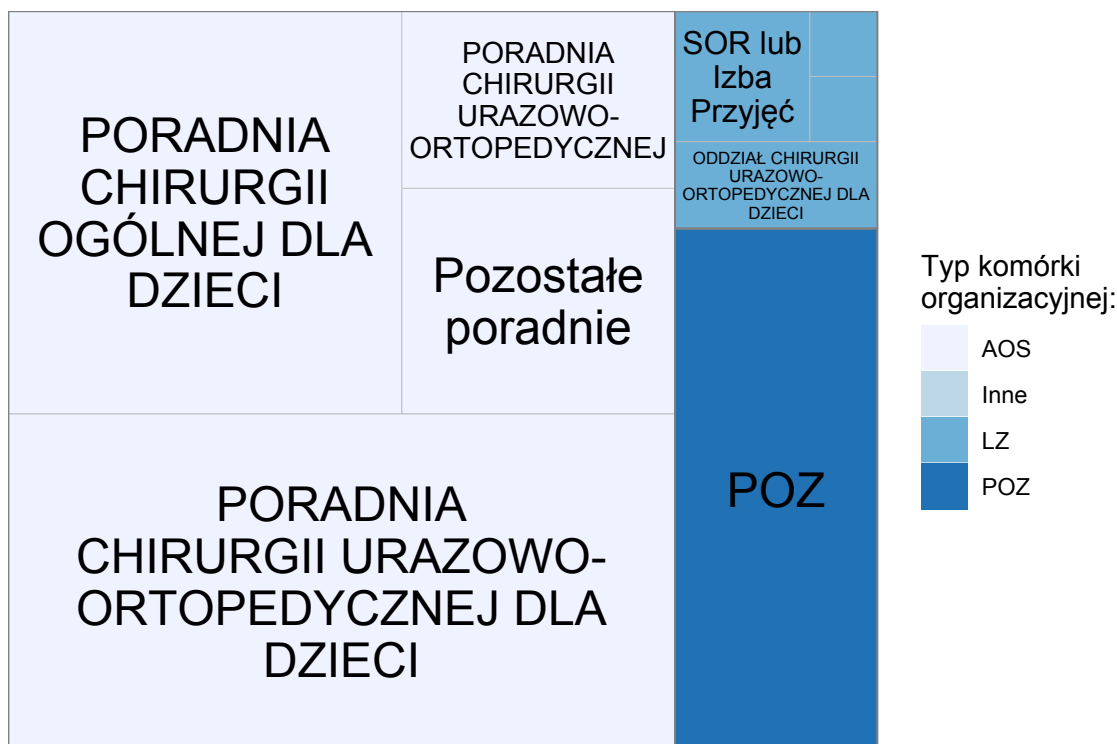 PORADNIA
CHIRURGII
OGÓLNEJ DLA
DZIECI
PORADNIA
CHIRURGII
URAZOWO-
ORTOPEDYCZNEJ
Pozostałe
poradnie
PORADNIA
CHIRURGII URAZOWO-
ORTOPEDYCZNEJ DLA
DZIECI
SOR lub
Izba
Przyjęć
ODDZIAŁ CHIRURGII
URAZOWO-
ORTOPEDYCZNEJ DLA
DZIECI
POZ
Typ komórki
organizacyjnej:
AOS
Inne
LZ
POZ